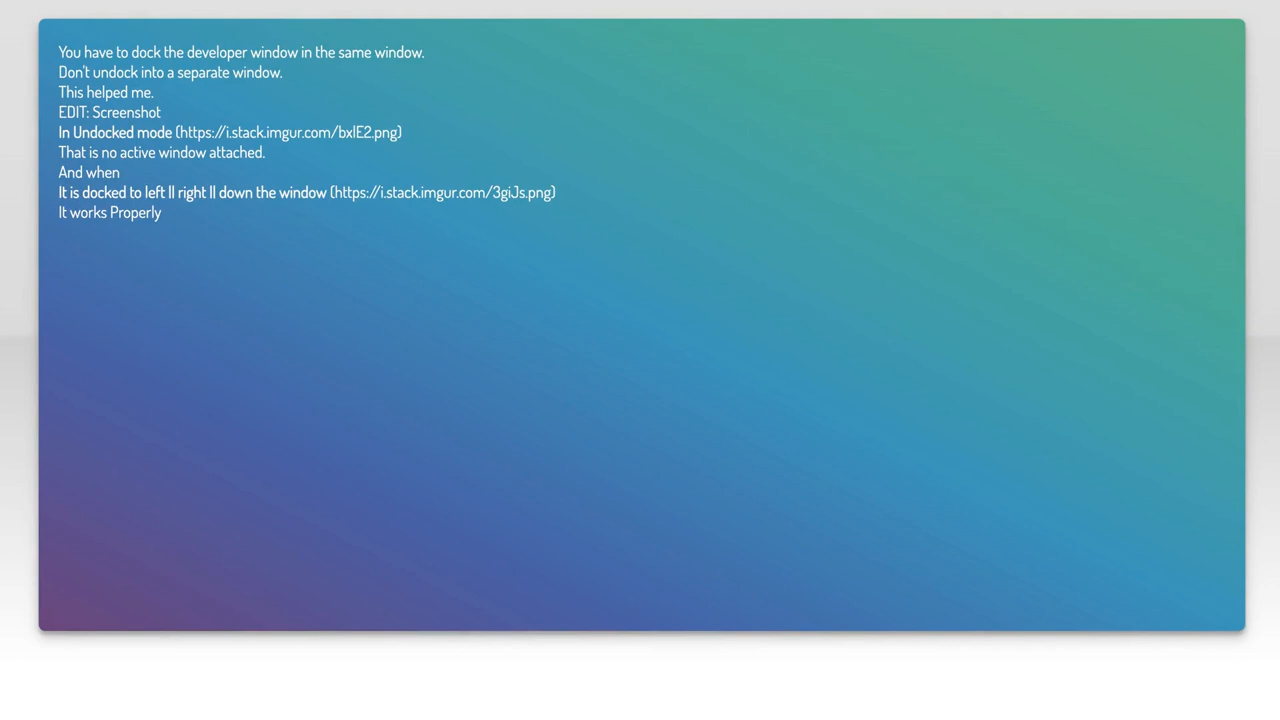 You have to dock the developer window in the same window.
Don't undock into a separate window.
This helped me.
EDIT: Screenshot
In Undocked mode (https://i.stack.imgur.com/bxlE2.png)
That is no active window attached.
And when
It is docked to left || right || down the window (https://i.stack.imgur.com/3giJs.png)
It works Properly